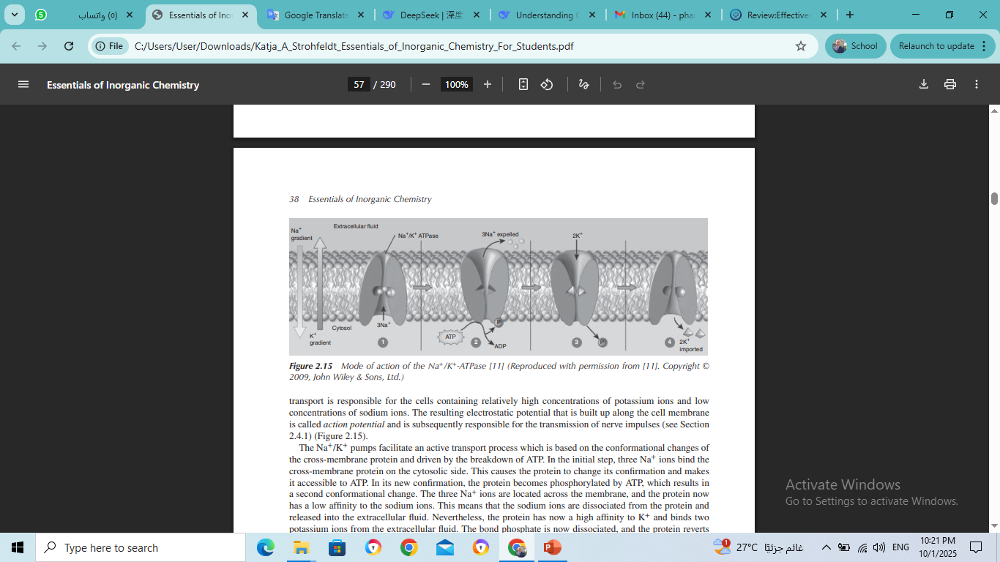 (٥) واتساب
Essentials of Ino
Google Translate
DeepSeek | 深度
Understanding
Inbox (44) - pha
Review:Effective
File
C:/Users/User/Downloads/Katja_A_Strohfeldt_Essentials_of_Inorganic_Chemistry_For_Students.pdf
School
Relaunch to update
Essentials of Inorganic Chemistry
57 / 290
100%
38 Essentials of Inorganic Chemistry
Na+
gradient
Extracellular fluid
Na+/K+ ATPase
3Na+ expelled
2K+
Cytosol
K+
gradient
3Na+
1
ATP
2
P
ADP
3
P
4
2K+
imported
Figure 2.15 Mode of action of the Na+/K+-ATPase [11] (Reproduced with permission from [11]. Copyright ©
2009, John Wiley & Sons, Ltd.)
transport is responsible for the cells containing relatively high concentrations of potassium ions and low
concentrations of sodium ions. The resulting electrostatic potential that is built up along the cell membrane
is called action potential and is subsequently responsible for the transmission of nerve impulses (see Section
2.4.1) (Figure 2.15).
The Na+/K+ pumps facilitate an active transport process which is based on the conformational changes of
the cross-membrane protein and driven by the breakdown of ATP. In the initial step, three Na+ ions bind the
cross-membrane protein on the cytosolic side. This causes the protein to change its confirmation and makes
it accessible to ATP. In its new confirmation, the protein becomes phosphorylated by ATP, which results in
a second conformational change. The three Na+ ions are located across the membrane, and the protein now
has a low affinity to the sodium ions. This means that the sodium ions are dissociated from the protein and
released into the extracellular fluid. Nevertheless, the protein has now a high affinity to K+ and binds two
potassium ions from the extracellular fluid. The bond phosphate is now dissociated, and the protein reverts
Activate Windows
Go to Settings to activate Windows.
Type here to search
1
27°C غائم جزئيًا
ENG
10:21 PM
10/1/2025